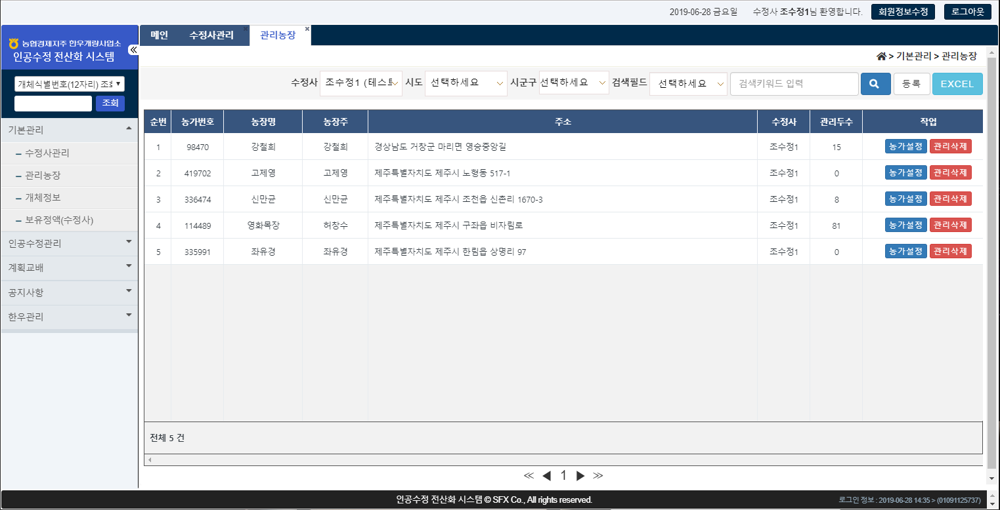 2019-06-28 금요일 수정사 조수정1님 환영합니다. 회원정보수정 로그아웃
농협경제지주 한우개량사업소
인공수정 전산화 시스템
메인 수정사관리 관리농장
> 기본관리 > 관리농장
개체식별번호(12자리) 조회
조회
수정사 조수정1 (테스트 시도 선택하세요 시군구 선택하세요 검색필드 선택하세요 검색키워드 입력 등록 EXCEL
기본관리
– 수정사관리
– 관리농장
– 개체정보
– 보유정액(수정사)
인공수정관리
계획교배
공지사항
한우관리
순번 농가번호 농장명 농장주 주소 수정사 관리두수 작업
1 98470 강철희 강철희 경상남도 거창군 마리면 영승중앙길 조수정1 15 농가설정 관리삭제
2 419702 고제영 고제영 제주특별자치도 제주시 노형동 517-1 조수정1 0 농가설정 관리삭제
3 336474 신만균 신만균 제주특별자치도 제주시 조천읍 신촌리 1670-3 조수정1 8 농가설정 관리삭제
4 114489 영화목장 허창수 제주특별자치도 제주시 구좌읍 비자림로 조수정1 81 농가설정 관리삭제
5 335991 좌유경 좌유경 제주특별자치도 제주시 한림읍 상명리 97 조수정1 0 농가설정 관리삭제
전체 5 건
≪ ◀ 1 ▶ ≫
인공수정 전산화 시스템 © SFX Co., All rights reserved.
로그인 정보 : 2019-06-28 14:35 > (01091125737)